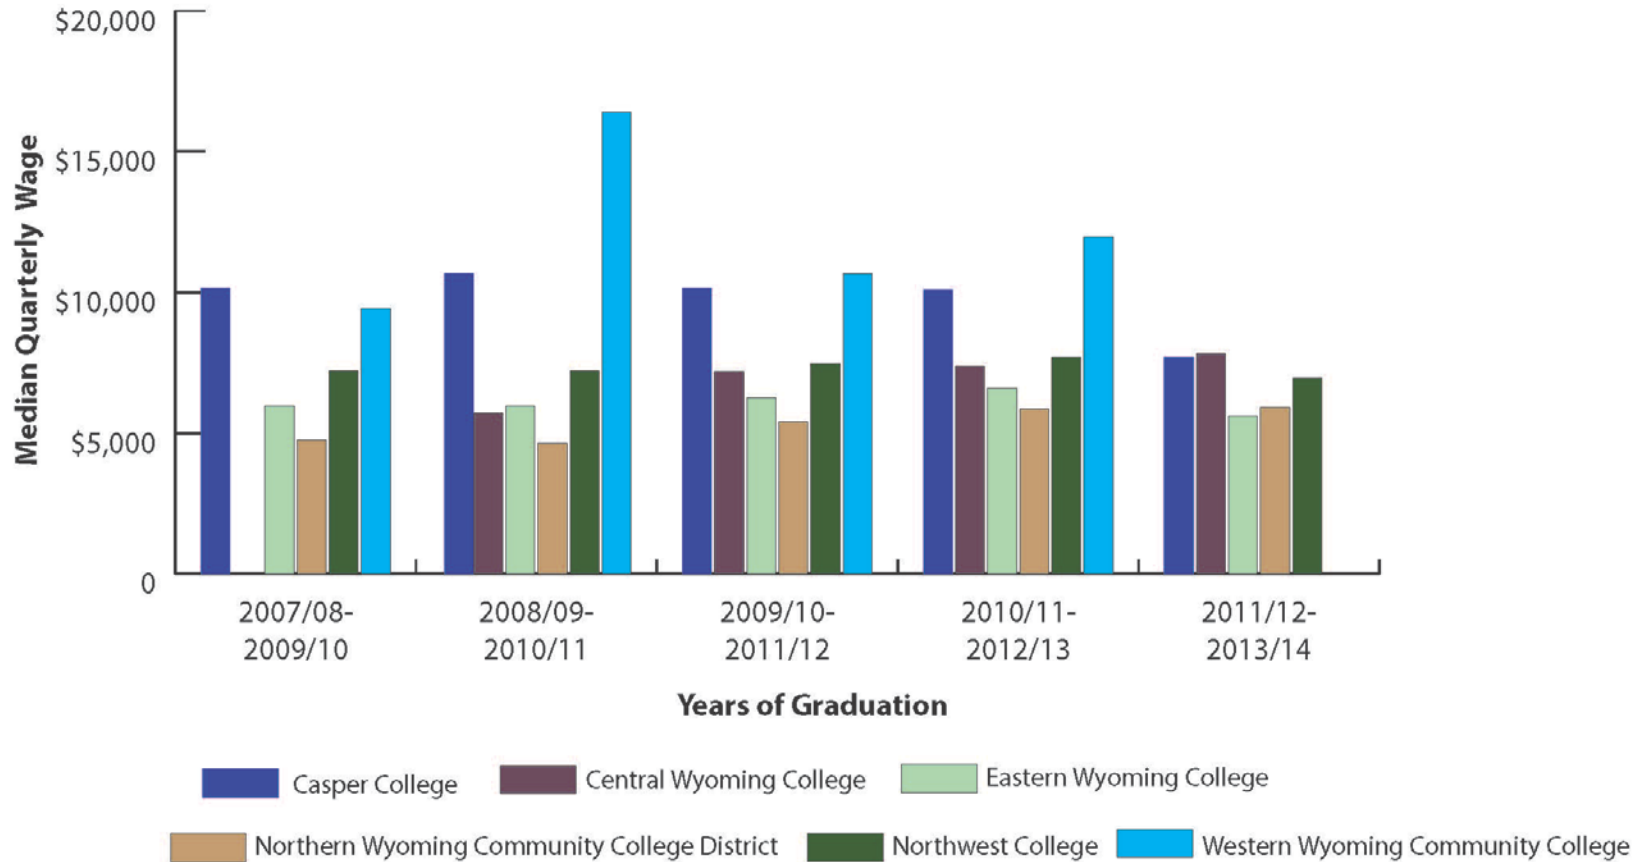 $20,000
$15,000
$10,000
$5,000
0
Median Quarterly Wage
2007/08-
2009/10
2008/09-
2010/11
2009/10-
2011/12
2010/11-
2012/13
2011/12-
2013/14
Years of Graduation
Casper College
Central Wyoming College
Eastern Wyoming College
Northern Wyoming Community College District
Northwest College
Western Wyoming Community College